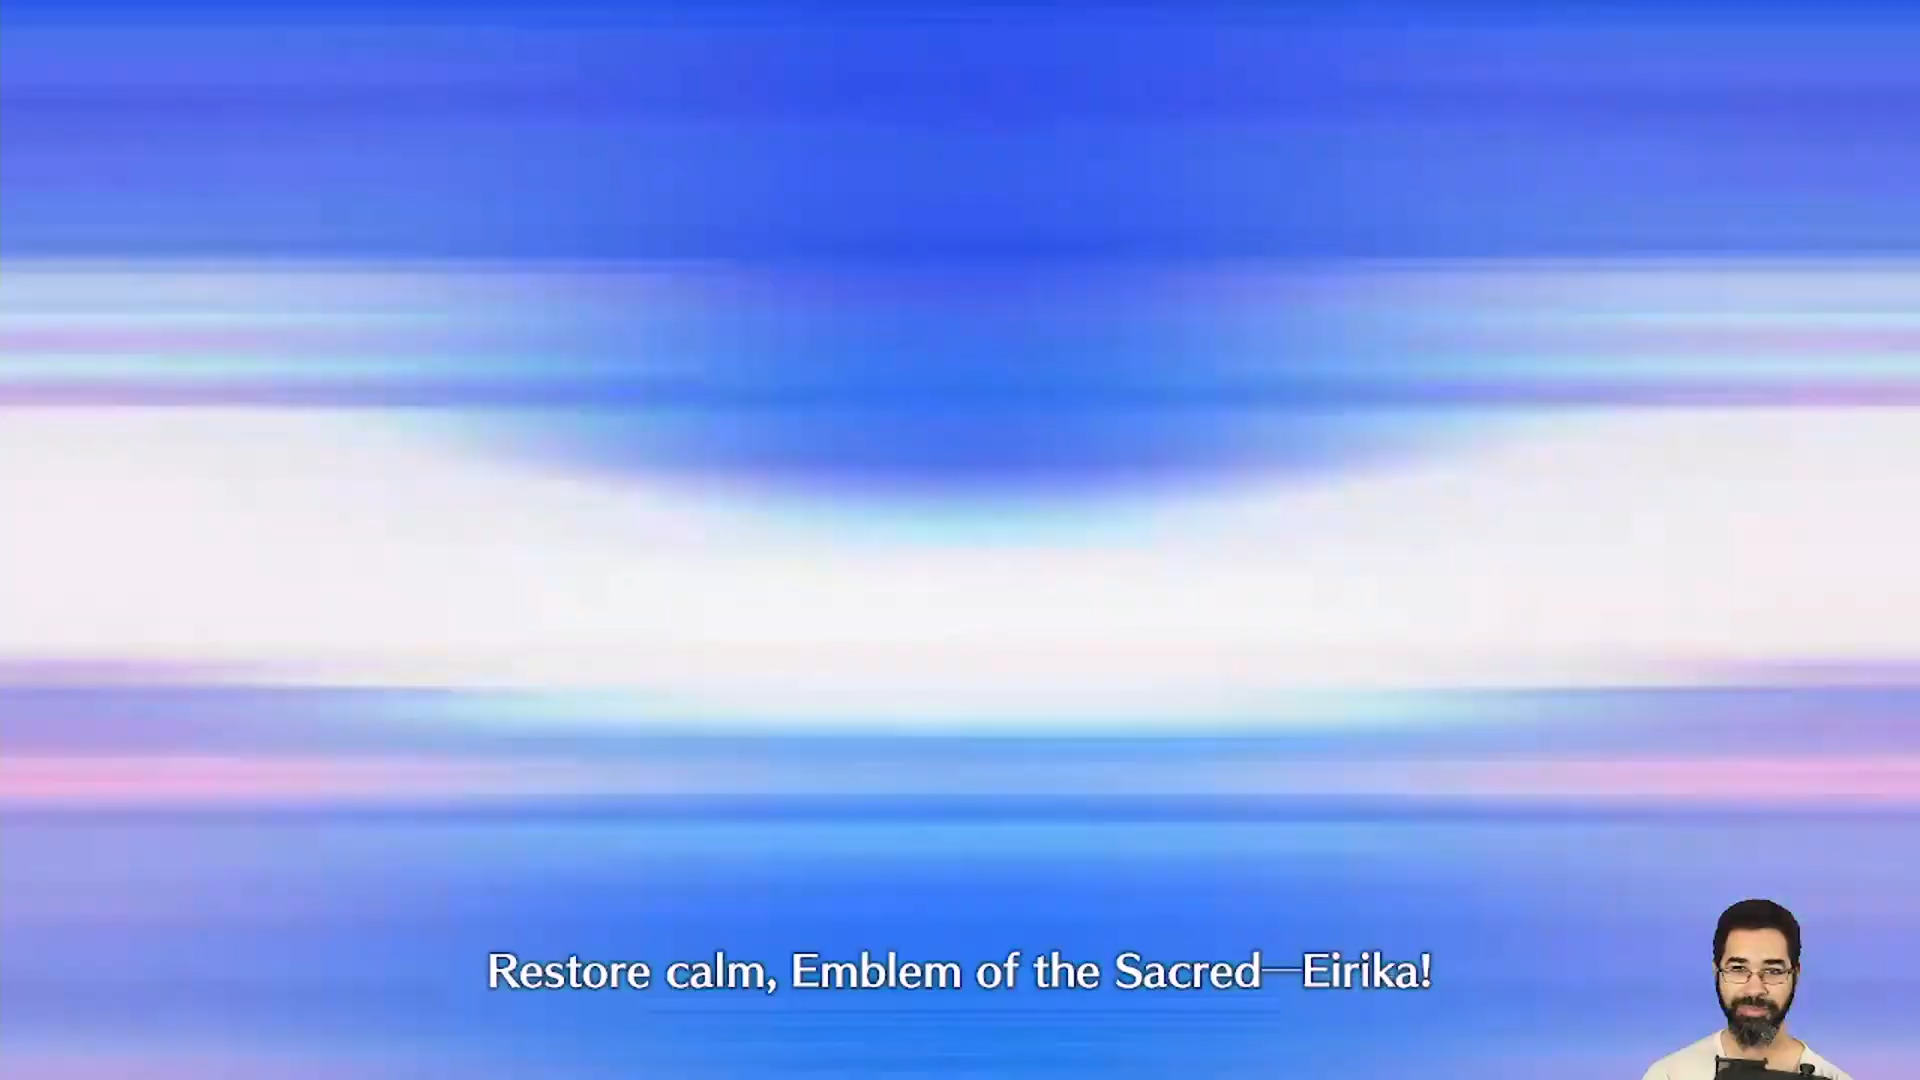 Restore calm, Emblem of the Sacred—Eirika!